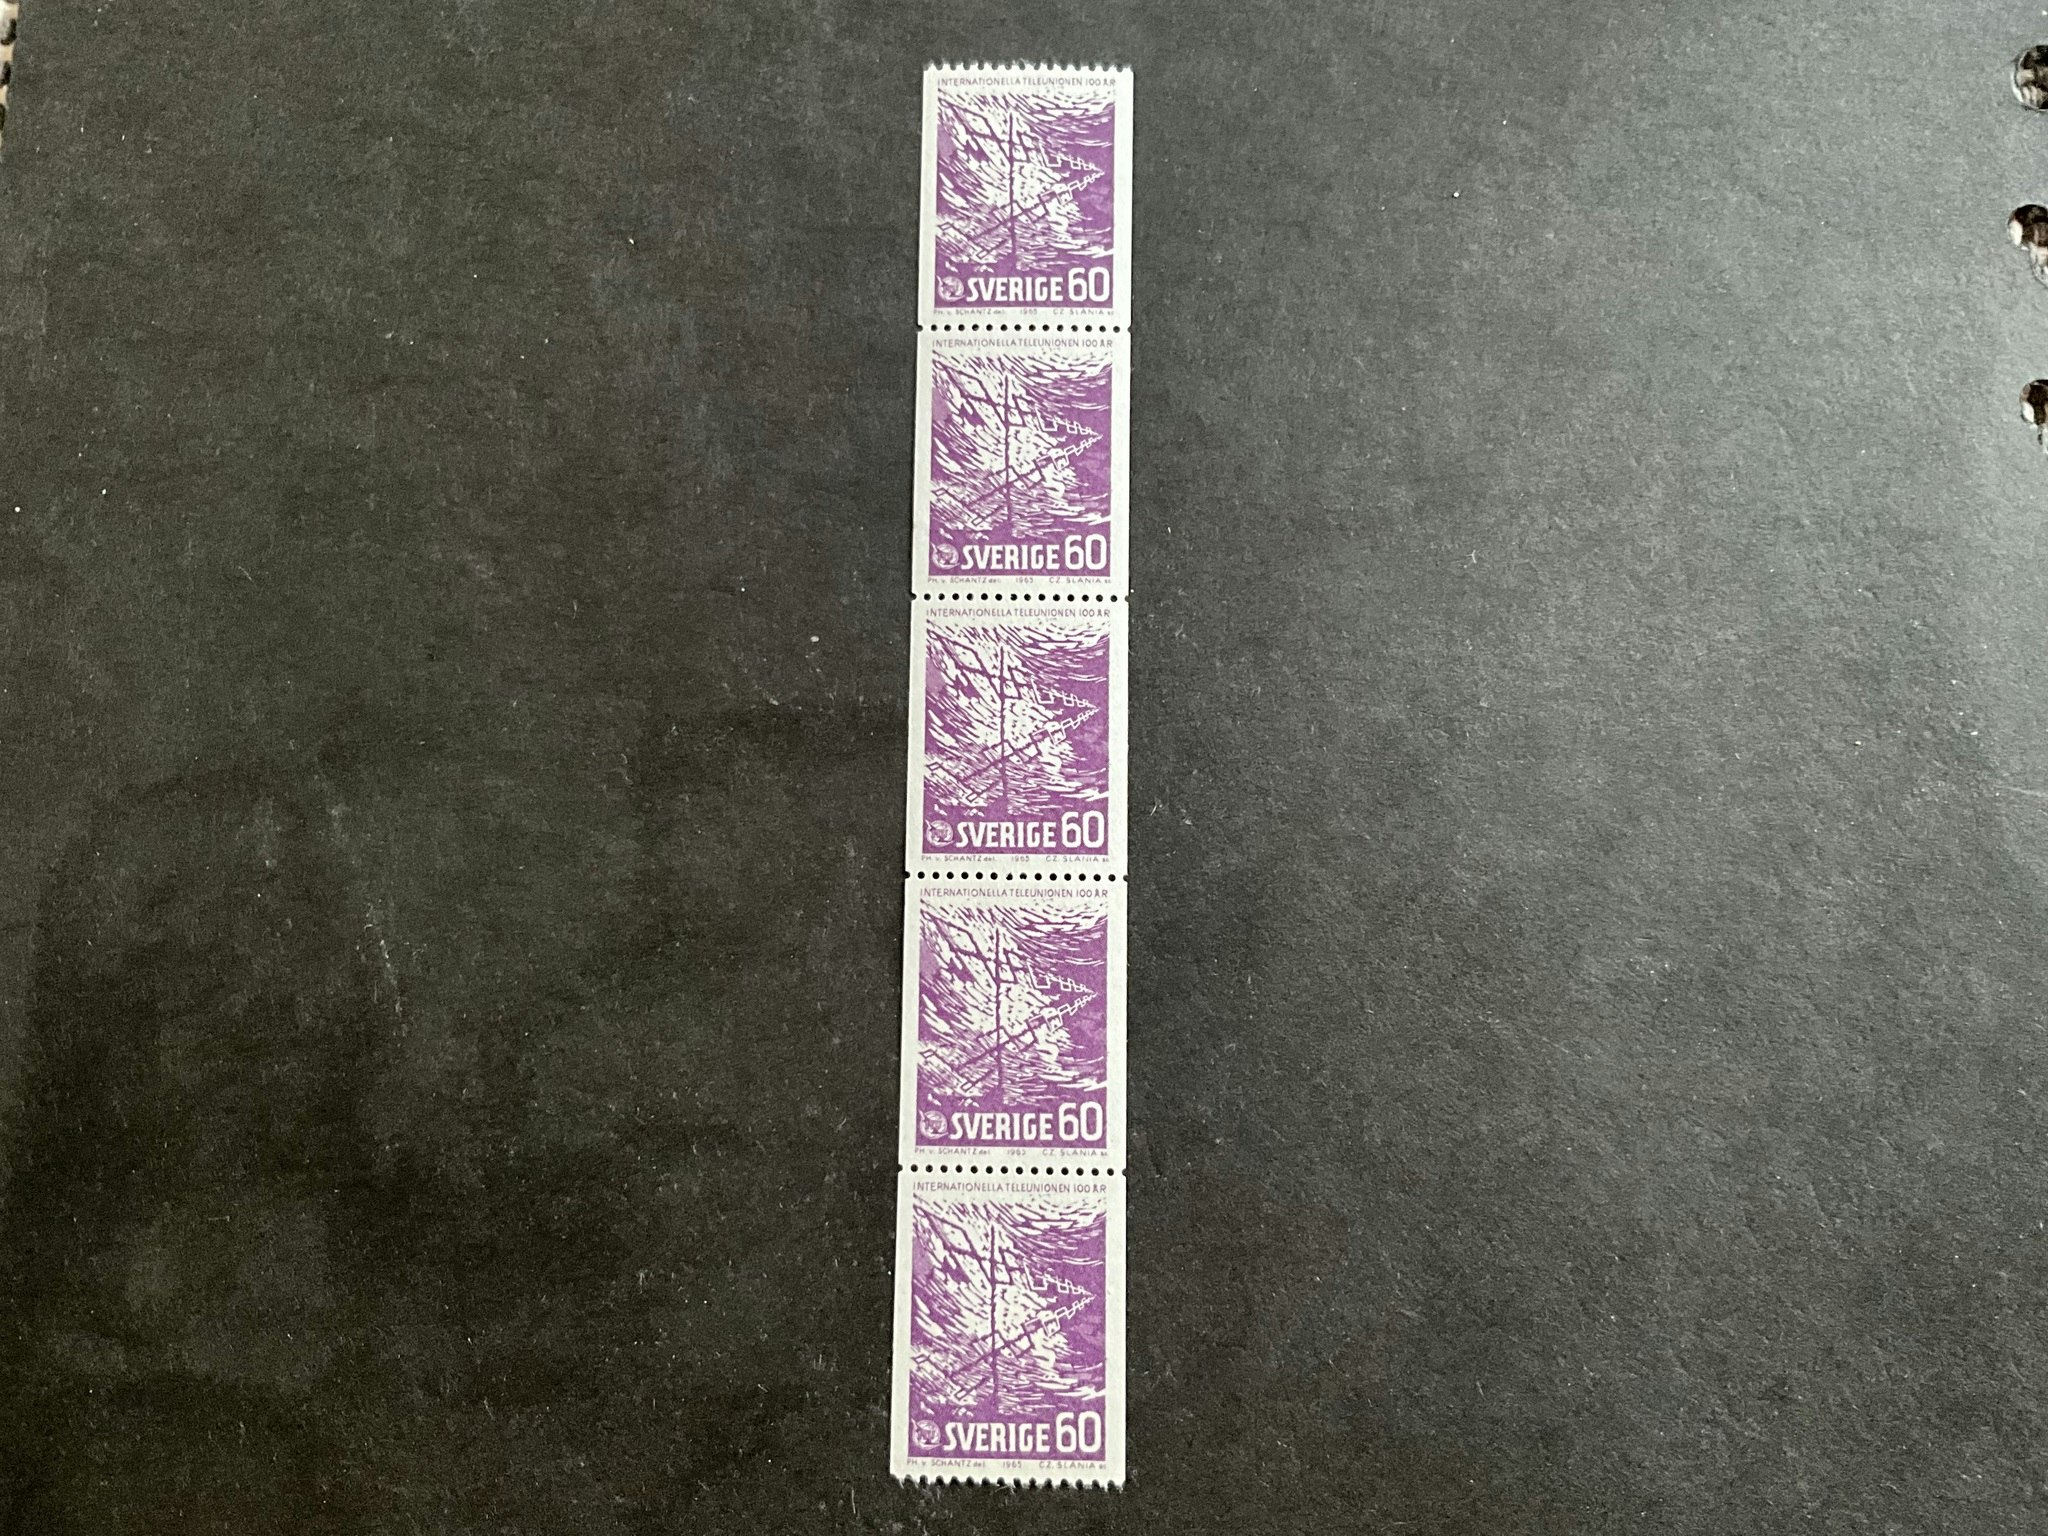 INTERNATIONELLA TELEUNIONEN 100 ÅR
SVERIGE 60
PH. v. SCHANTZ del. 1965 CZ. SLANIA sc
INTERNATIONELLA TELEUNIONEN 100 ÅR
SVERIGE 60
PH. v. SCHANTZ del. 1965 CZ. SLANIA sc
INTERNATIONELLA TELEUNIONEN 100 ÅR
SVERIGE 60
PH. v. SCHANTZ del. 1965 CZ. SLANIA sc
INTERNATIONELLA TELEUNIONEN 100 ÅR
SVERIGE 60
PH. v. SCHANTZ del. 1965 CZ. SLANIA sc
INTERNATIONELLA TELEUNIONEN 100 ÅR
SVERIGE 60
PH. v. SCHANTZ del. 1965 CZ. SLANIA sc